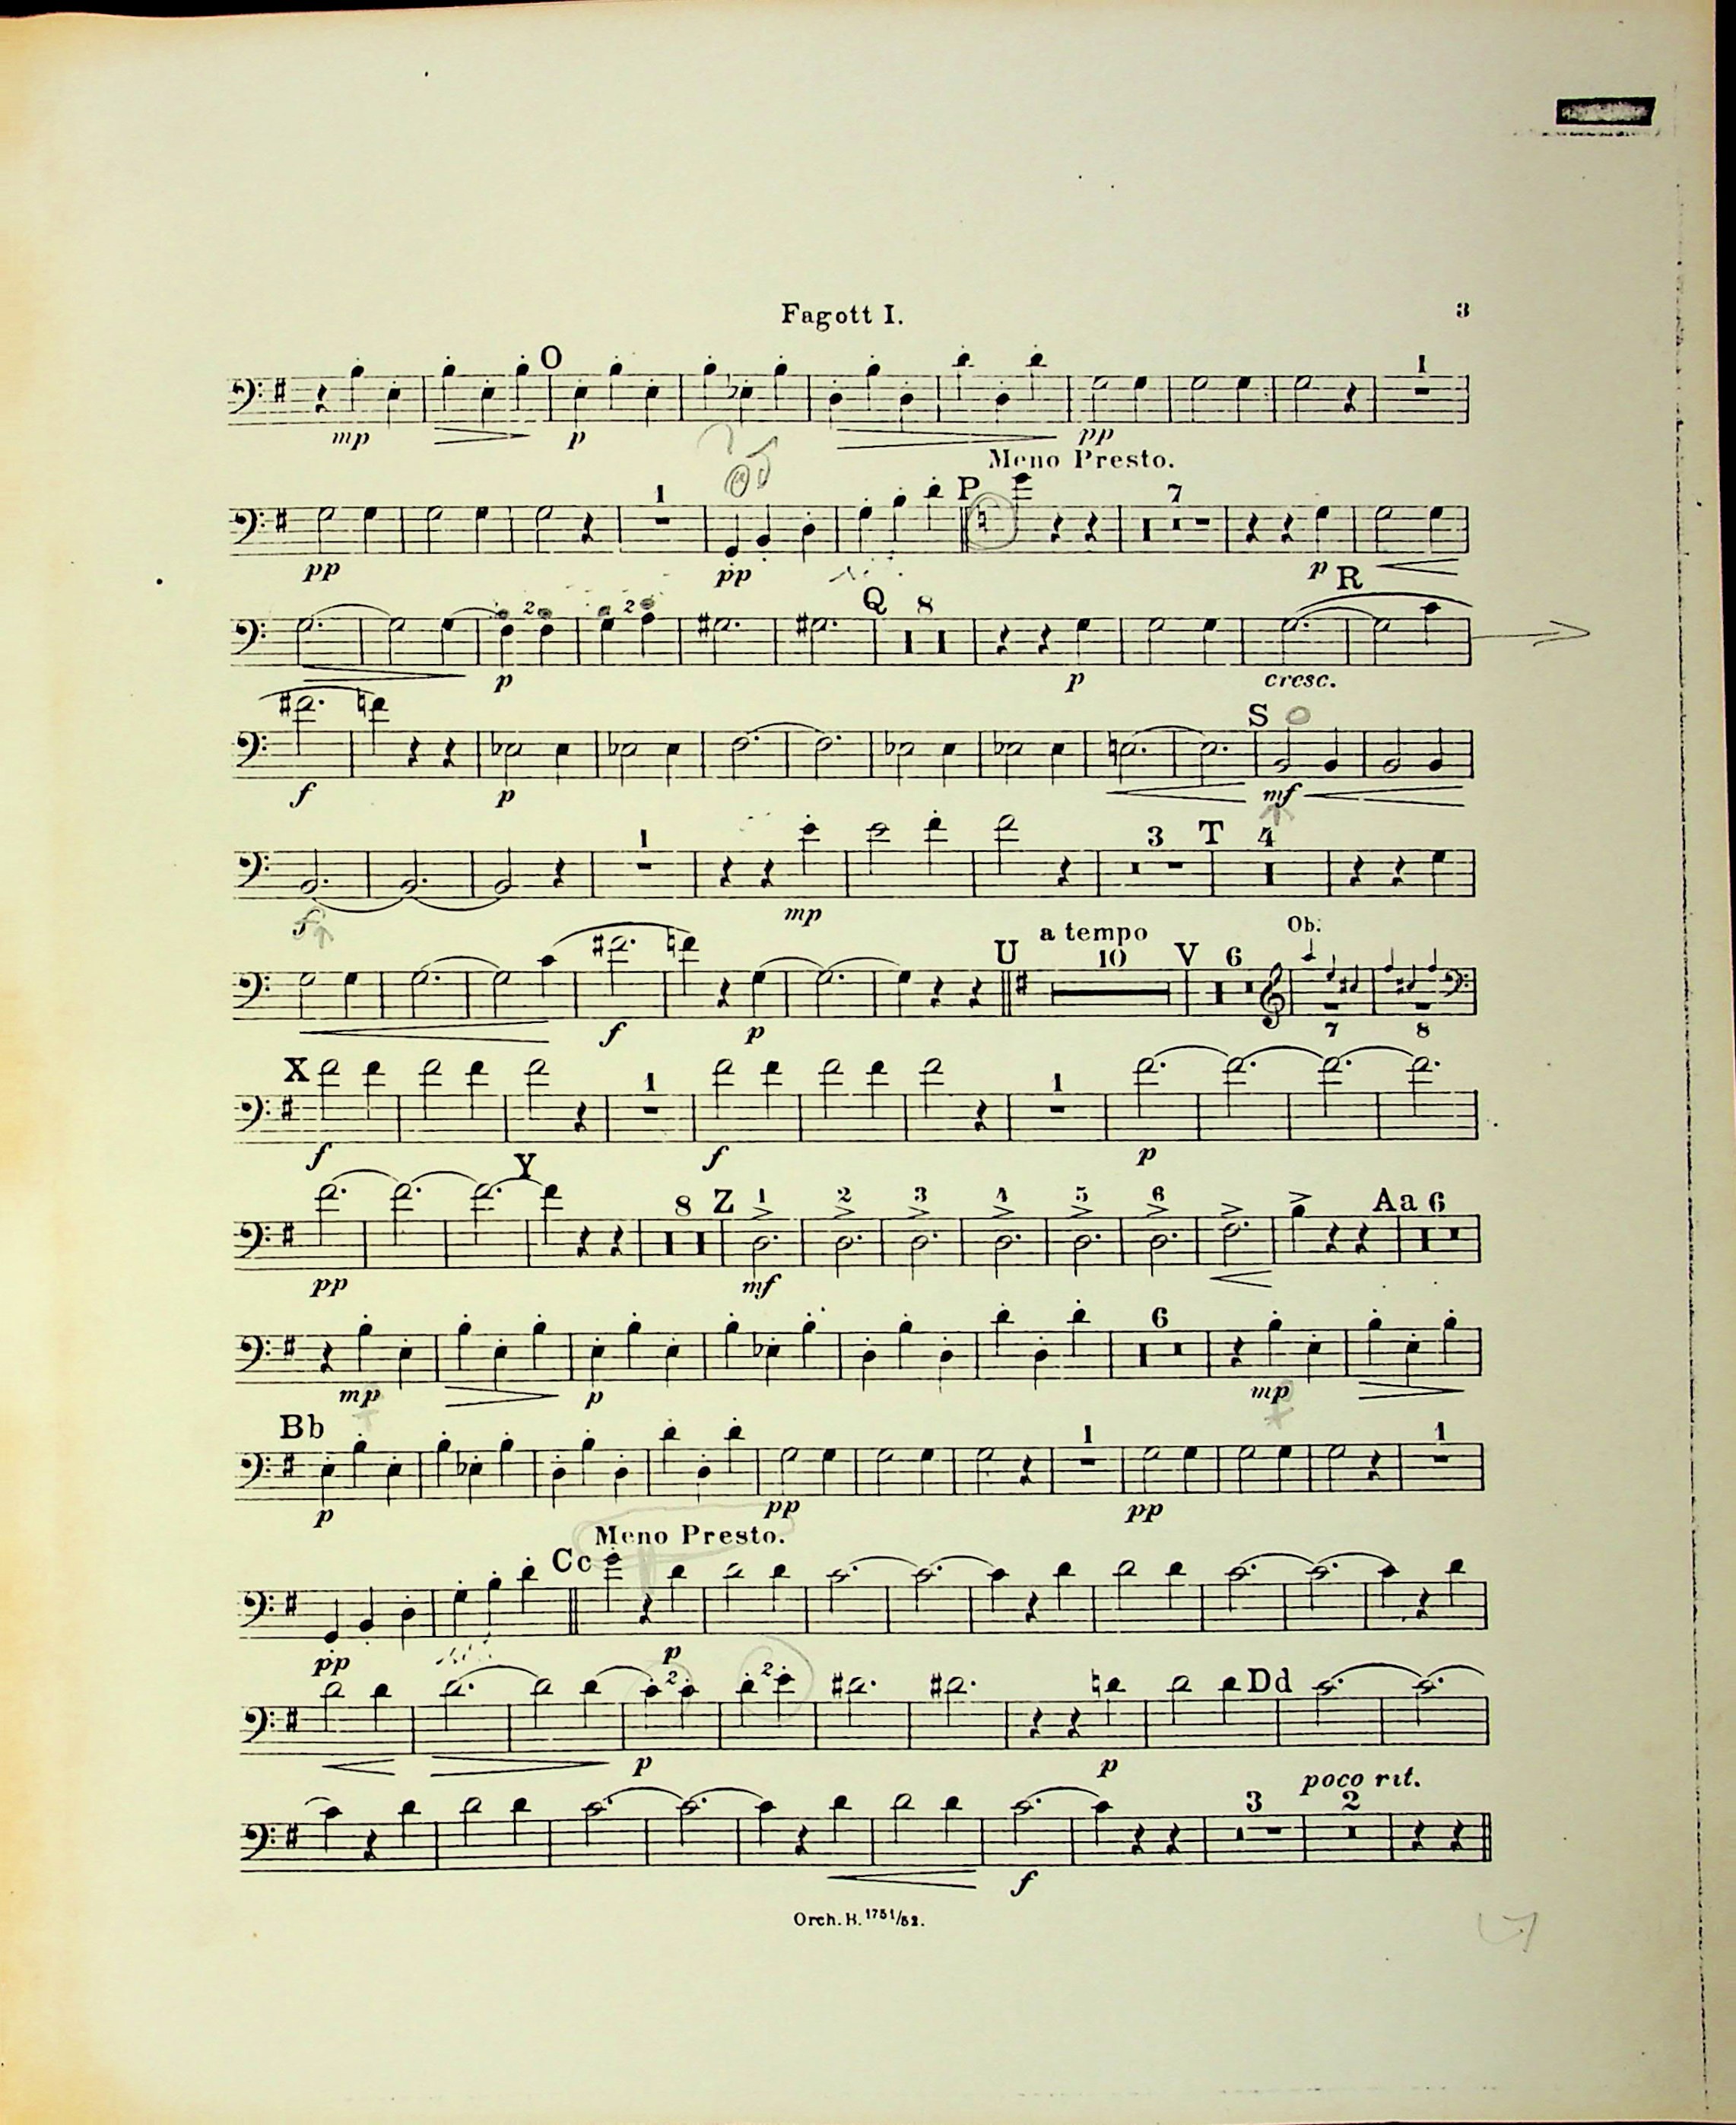 Fagott I.
3
O
1
mp
p
pp
Meno Presto.
1
P
7
pp
pp
p
2
2
Q
8
R
p
p
cresc.
S
f
p
mf
1
3
T
4
f
mp
U
a tempo
10
V
6
Ob.
f
p
7
8
X
1
1
f
f
p
Y
8
Z
1
2
3
4
5
6
Aa
6
pp
mf
6
mp
p
mp
Bb
1
1
p
pp
pp
Cc
Meno Presto.
pp
p
2
2
Dd
p
p
3
poco rit.
2
f
Orch. B. 1751/52.